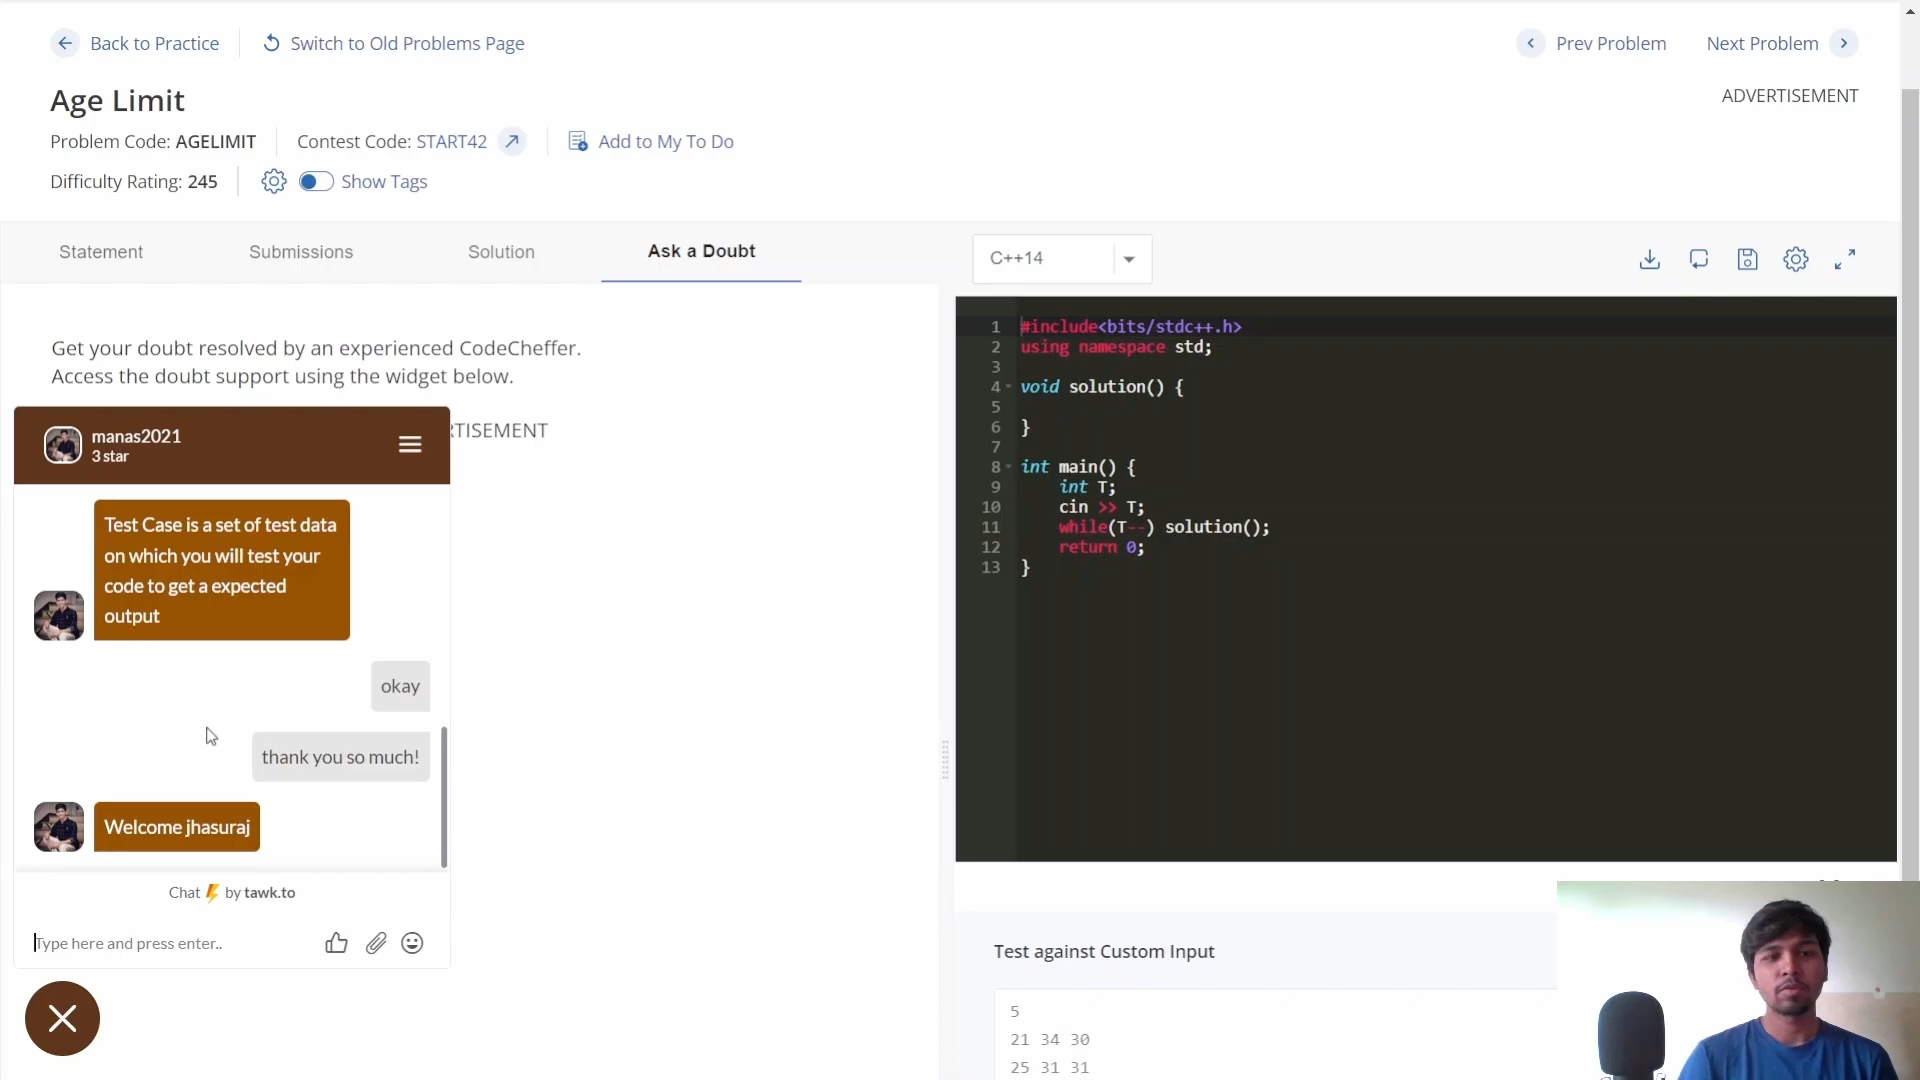 Back to Practice
Switch to Old Problems Page
Prev Problem
Next Problem
Age Limit
ADVERTISEMENT
Problem Code: AGELIMIT
Contest Code: START42
Add to My To Do
Difficulty Rating: 245
Show Tags
Statement
Submissions
Solution
Ask a Doubt
Get your doubt resolved by an experienced CodeCheffer.
Access the doubt support using the widget below.
RTISEMENT
manas2021
3 star
Test Case is a set of test data
on which you will test your
code to get a expected
output
okay
thank you so much!
Welcome jhasuraj
Chat ⚡ by tawk.to
Type here and press enter..
C++14
1 #include<bits/stdc++.h>
2 using namespace std;
3
4 void solution() {
5
6 }
7
8 int main() {
9     int T;
10     cin >> T;
11     while(T--) solution();
12     return 0;
13 }
Test against Custom Input
5
21 34 30
25 31 31